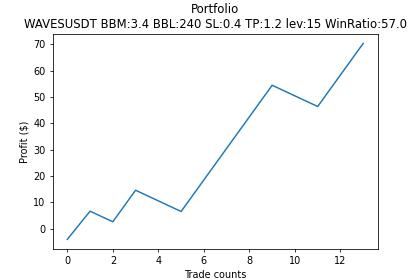 Portfolio
WAVESUSDT BBM:3.4 BBL:240 SL:0.4 TP:1.2 lev:15 WinRatio:57.0
70
60
50
40
30
20
10
0
Profit ($)
0 2 4 6 8 10 12
Trade counts